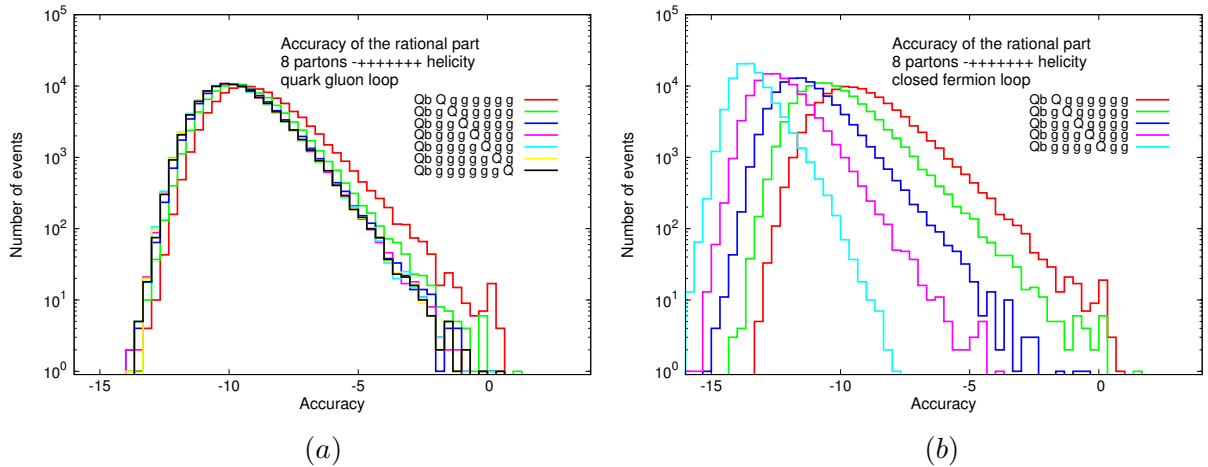 Number of events
10^5
10^4
10^3
10^2
10^1
10^0
Accuracy of the rational part
8 partons -+++++++ helicity
quark gluon loop
Qb Q g g g g g g
Qb g Q g g g g g
Qb g g g Q g g g g
Qb g g g g Q g g g
Qb g g g g g Q g g
Qb g g g g g g Q g
Qb g g g g g g Q
-15 -10 -5 0
Accuracy
(a)
Number of events
10^5
10^4
10^3
10^2
10^1
10^0
Accuracy of the rational part
8 partons -+++++++ helicity
closed fermion loop
Qb Q g g g g g g
Qb g Q g g g g g
Qb g g Q g g g g
Qb g g g Q g g g
Qb g g g g Q g g
-15 -10 -5 0
Accuracy
(b)